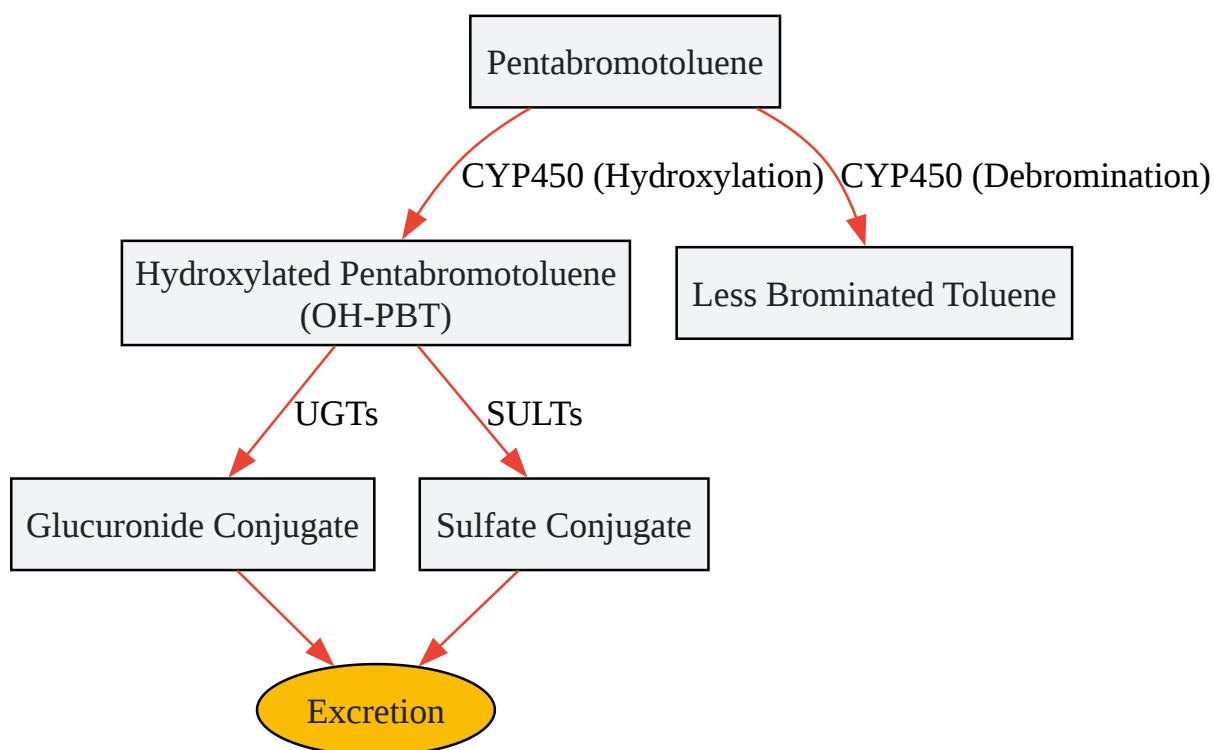 Pentabromotoluene
CYP450 (Hydroxylation)
CYP450 (Debromination)
Hydroxylated Pentabromotoluene
(OH-PBT)
Less Brominated Toluene
UGTs
SULTs
Glucuronide Conjugate
Sulfate Conjugate
Excretion